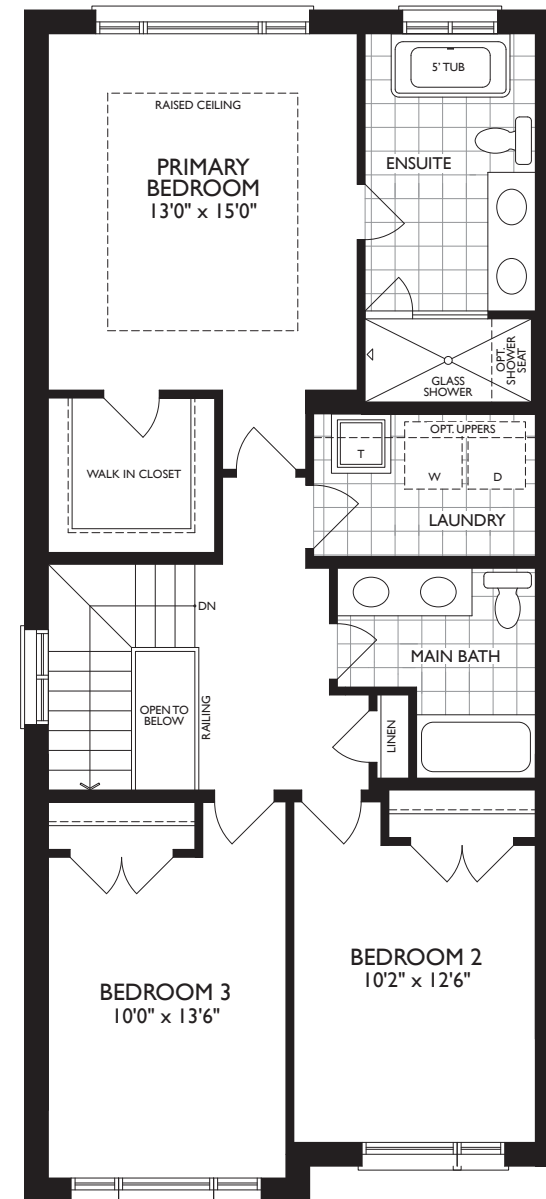 5' TUB
RAISED CEILING
ENSUITE
PRIMARY
BEDROOM
13'0" x 15'0"
OPT.
SHOWER
SEAT
GLASS
SHOWER
OPT. UPPERS
WALK IN CLOSET
T
W
D
LAUNDRY
DN
MAIN BATH
OPEN TO
BELOW
RAILING
LINEN
BEDROOM 2
10'2" x 12'6"
BEDROOM 3
10'0" x 13'6"